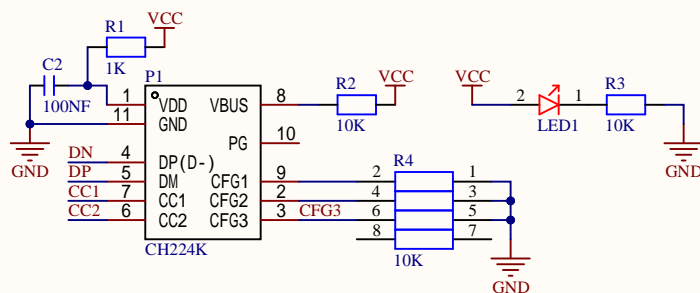 VCC
R1
1K
C2
100NF
GND
P1
1
11
4
5
7
6
VDD
GND
DP(D-)
DM
CC1
CC2
VBUS
PG
CFG1
CFG2
CFG3
8
10
9
2
3
DN
DP
CC1
CC2
CH224K
R2
10K
VCC
CFG3
R4
2
4
6
8
1
3
5
7
10K
GND
VCC
2
1
LED1
R3
10K
GND